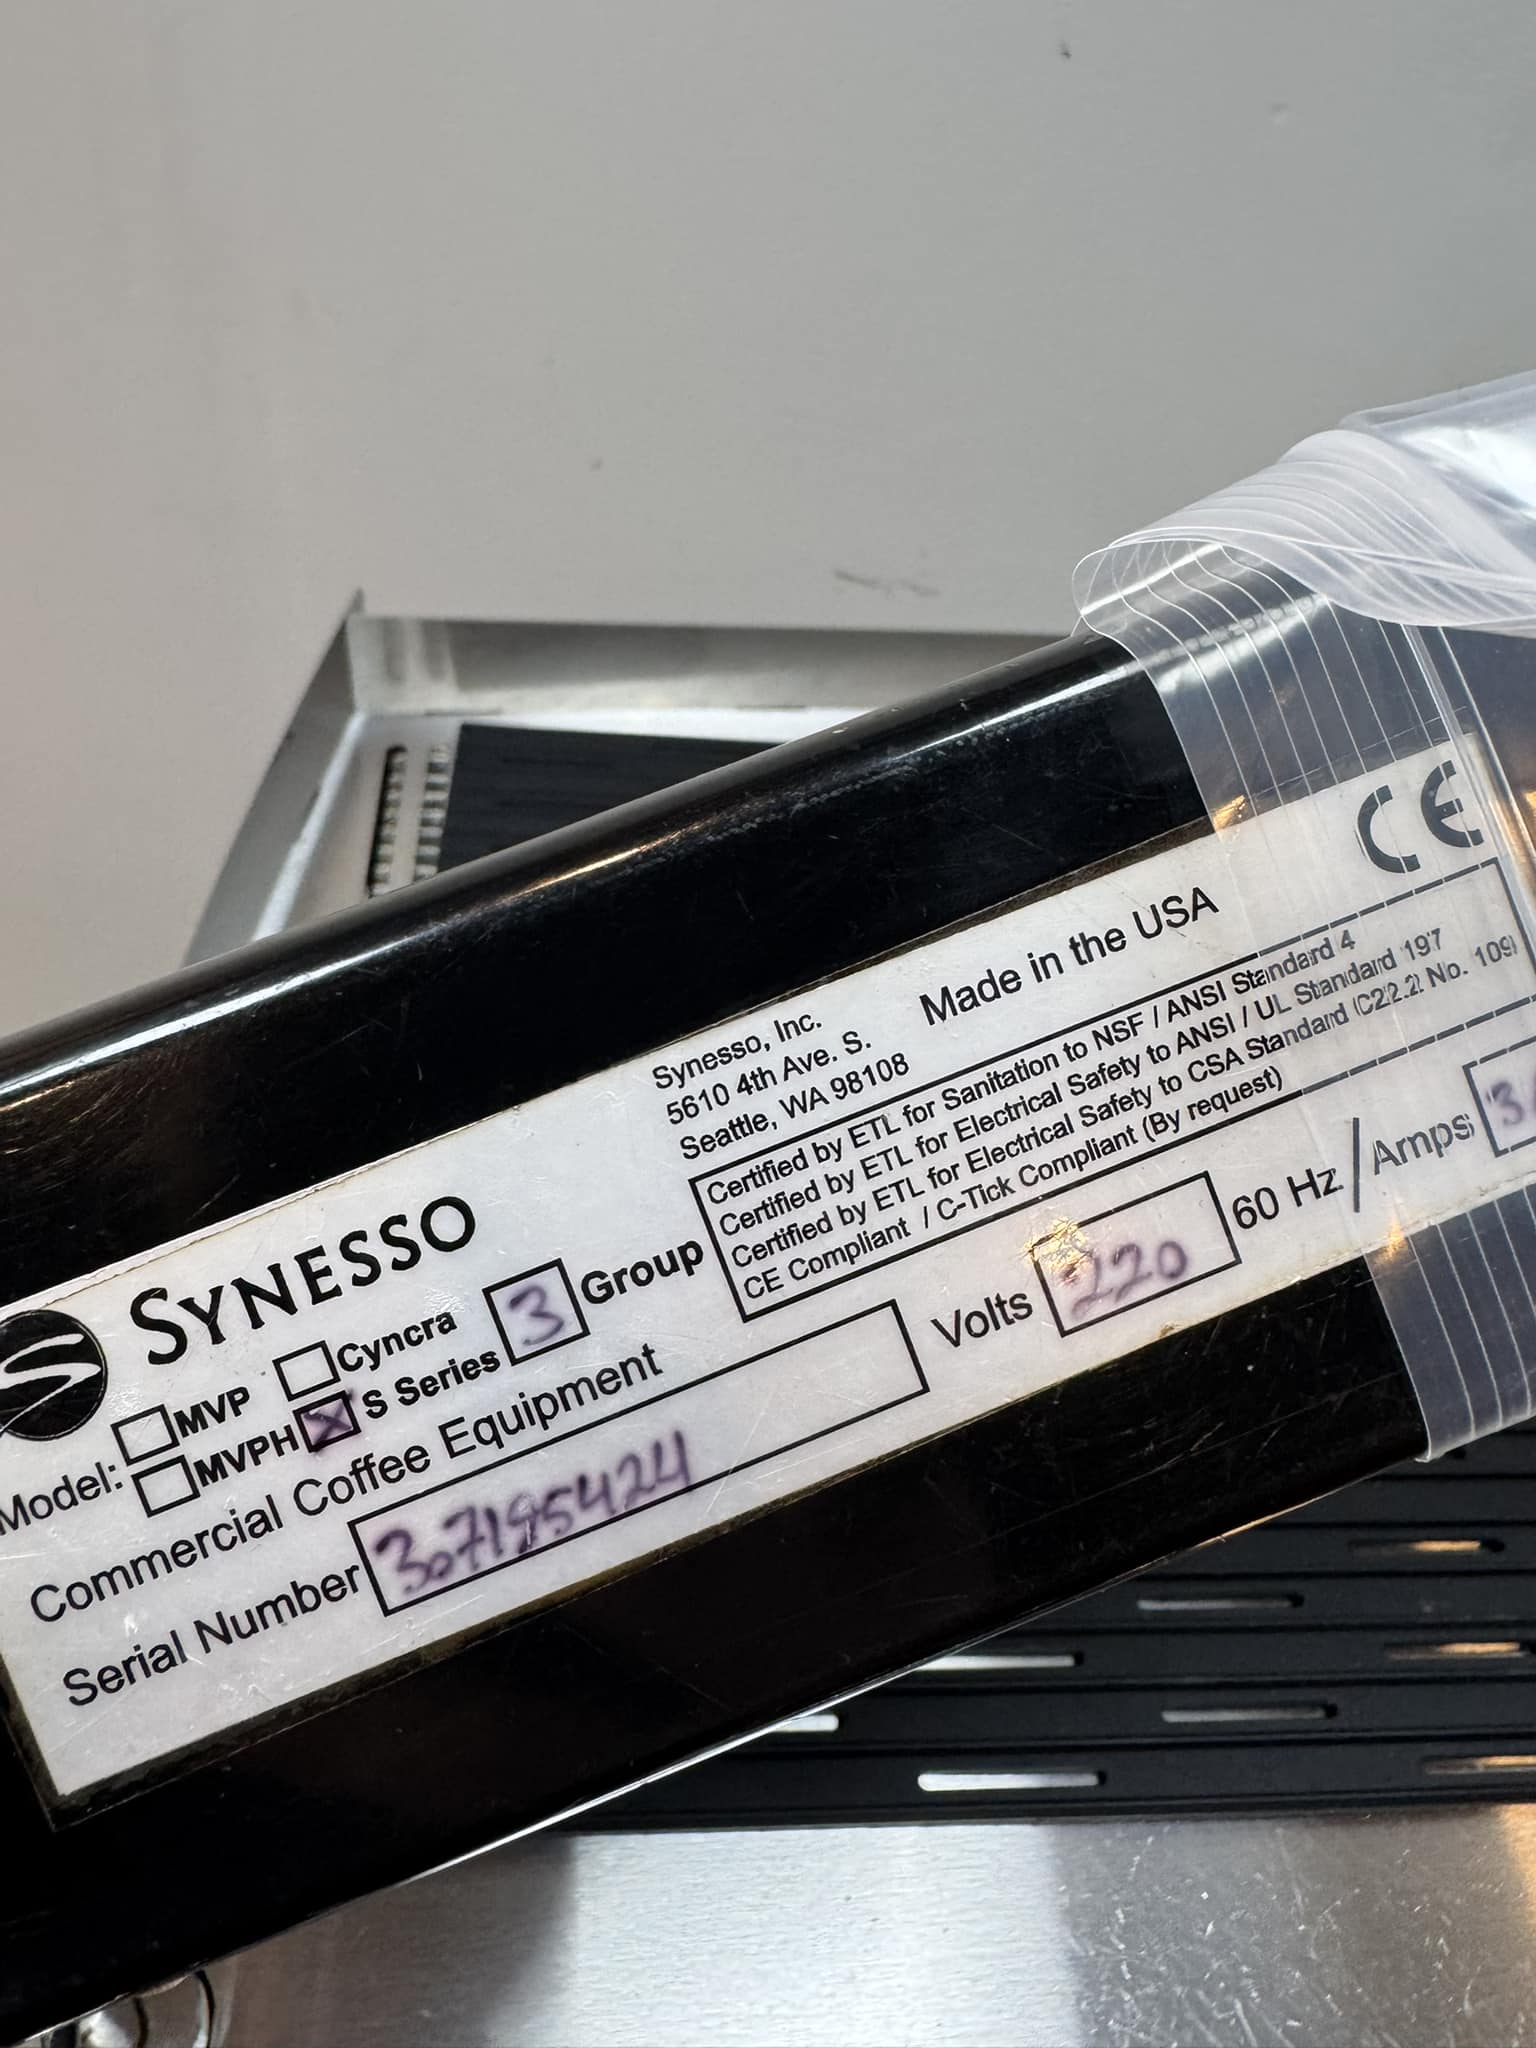 SYNESSO
Synesso, Inc.
5610 4th Ave. S.
Seattle, WA 98108
Made in the USA
CE
Model: MVP Cyncra
MVPH X S Series 3 Group
Commercial Coffee Equipment
Certified by ETL for Sanitation to NSF / ANSI Standard 4
Certified by ETL for Electrical Safety to ANSI / UL Standard 197
Certified by ETL for Electrical Safety to CSA Standard (C22.2 No. 109)
CE Compliant / C-Tick Compliant (By request)
Serial Number 307195424
Volts 220 60 Hz / Amps